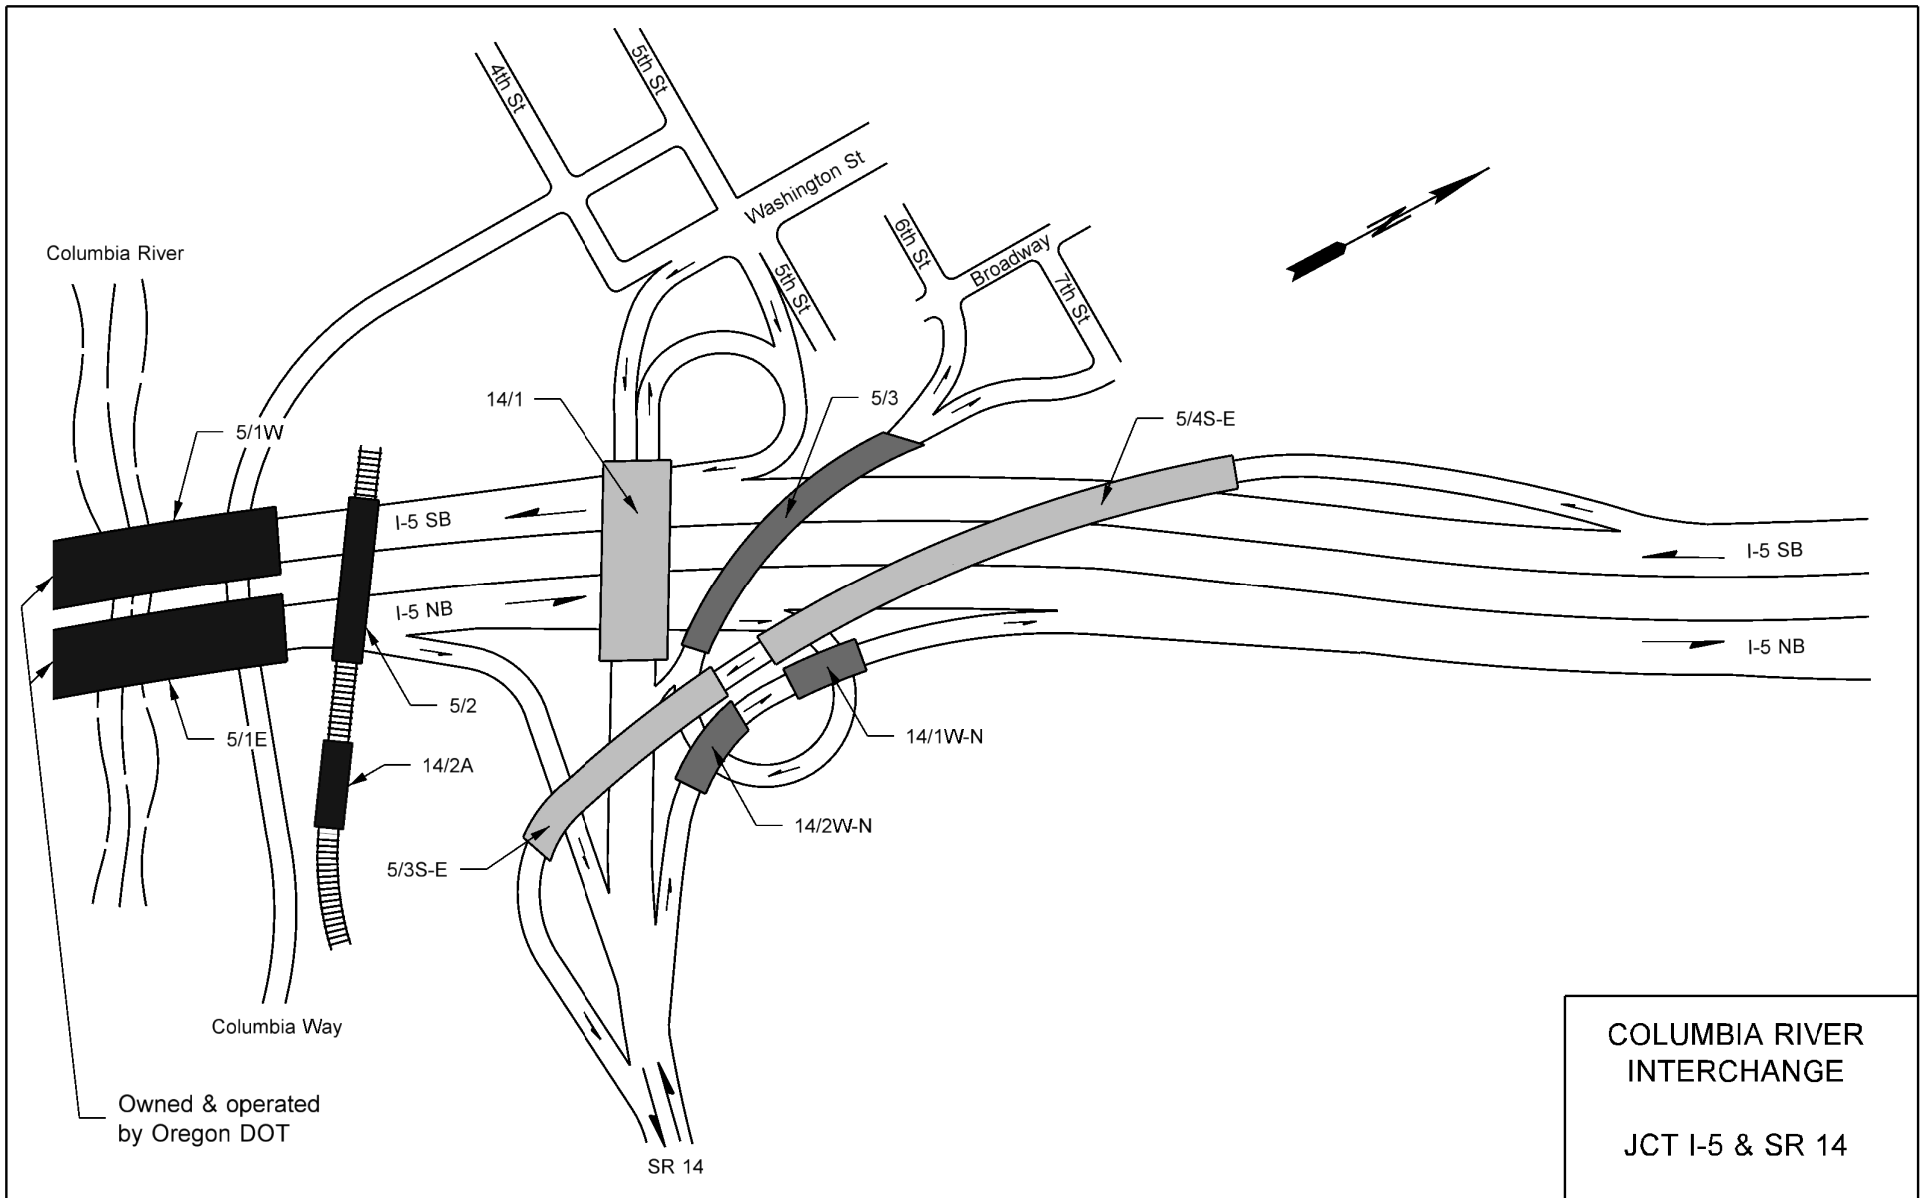 4th St
5th St
Washington St
Columbia River
6th St
Broadway
5th St
7th St
N
14/1
5/3
5/4S-E
5/1W
I-5 SB
I-5 SB
I-5 NB
I-5 NB
5/2
14/1W-N
5/1E
14/2A
14/2W-N
5/3S-E
Columbia Way
Owned & operated
by Oregon DOT
SR 14
COLUMBIA RIVER
INTERCHANGE
JCT I-5 & SR 14